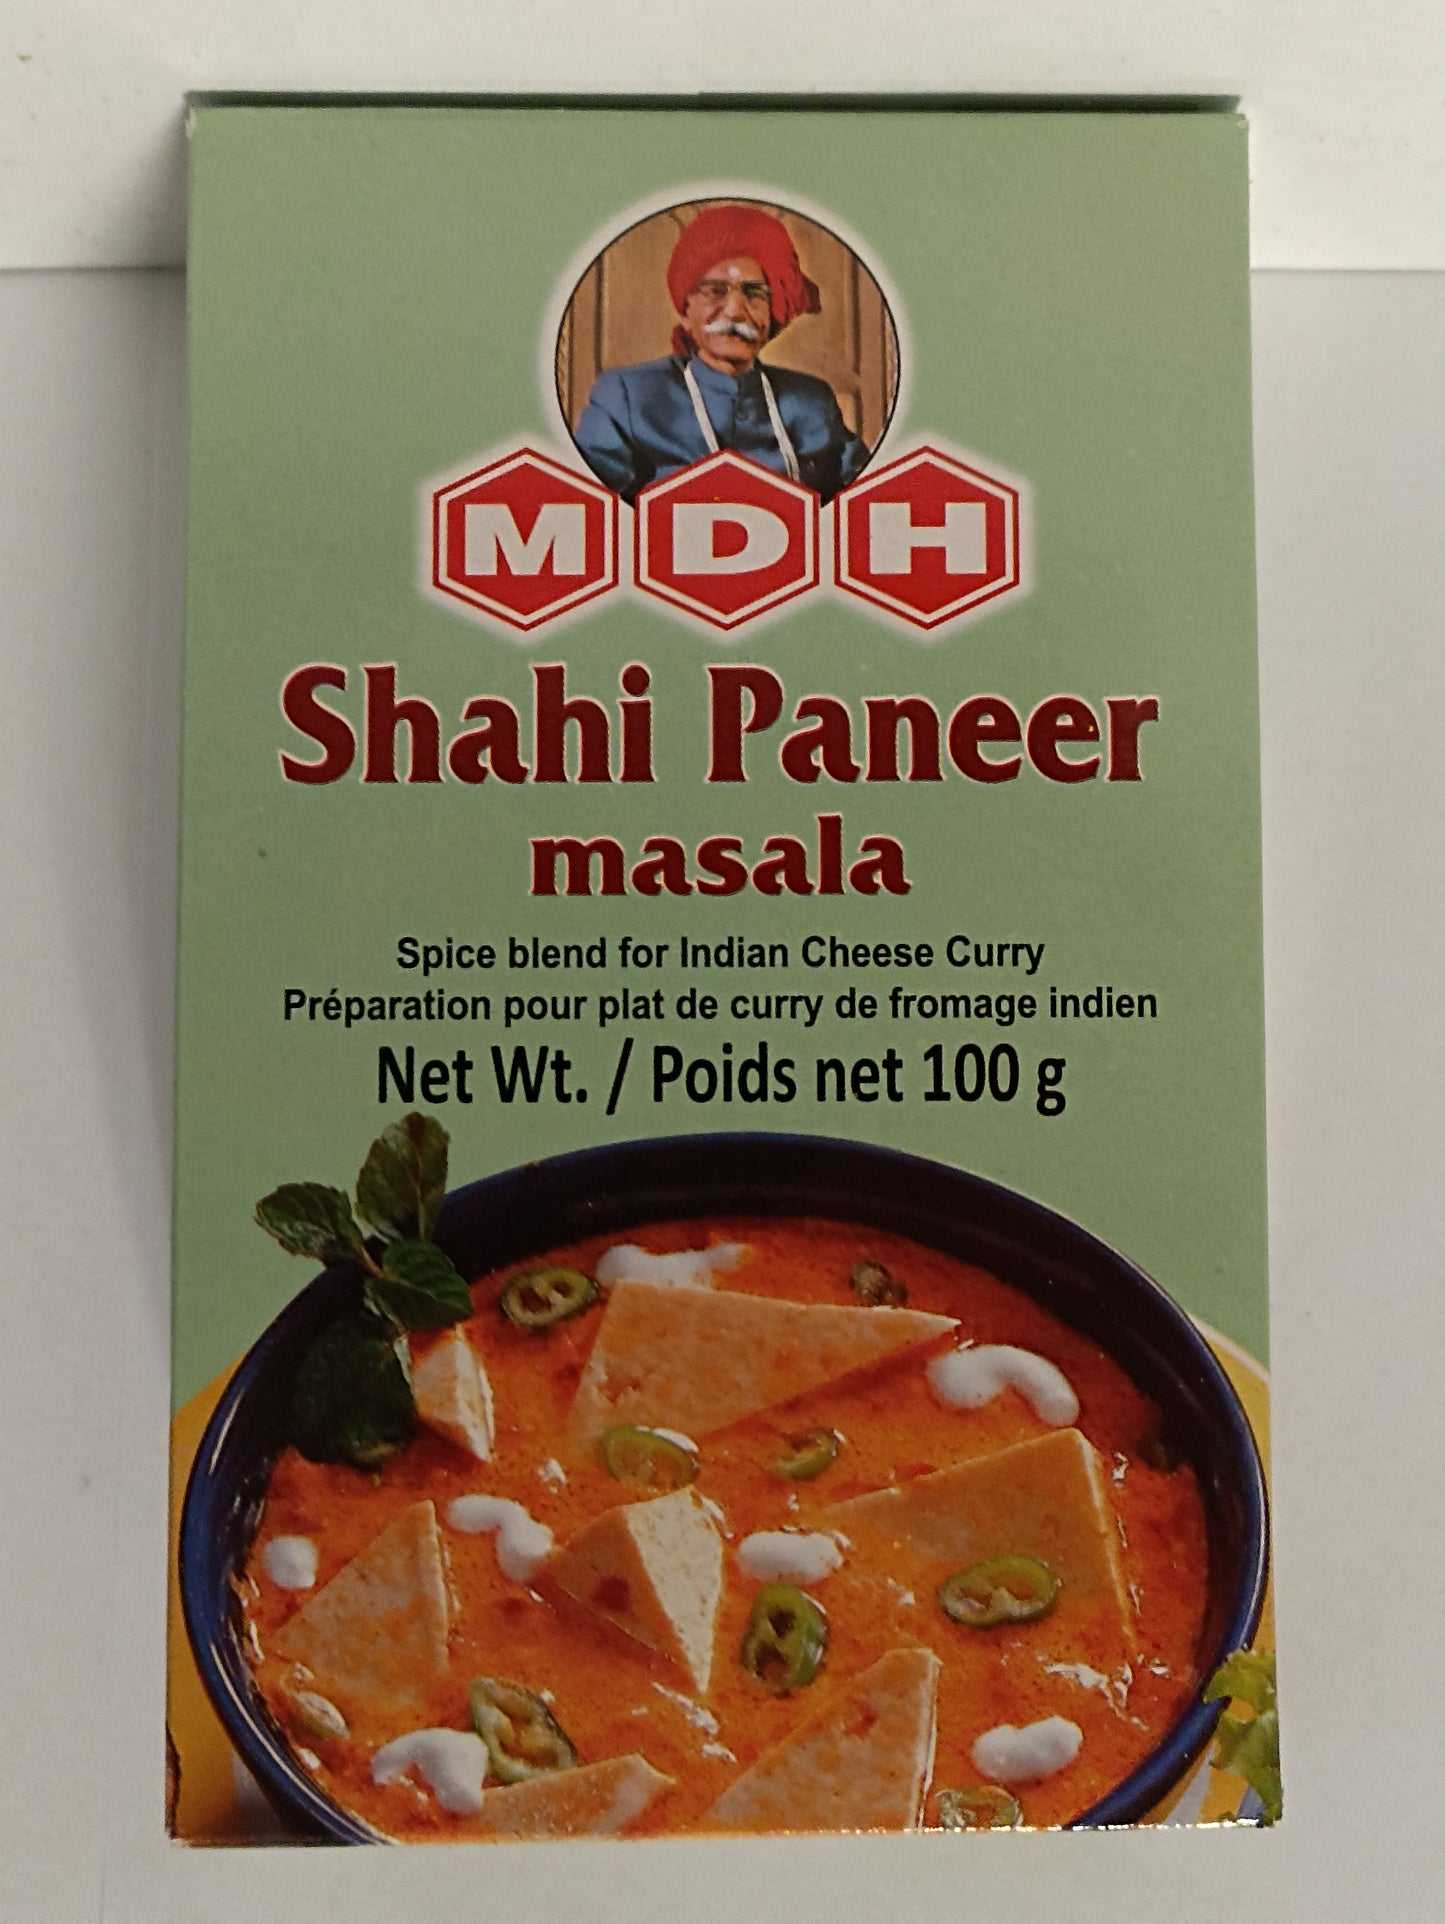 MDH
Shahi Paneer
masala
Spice blend for Indian Cheese Curry
Préparation pour plat de curry de fromage indien
Net Wt. / Poids net 100 g